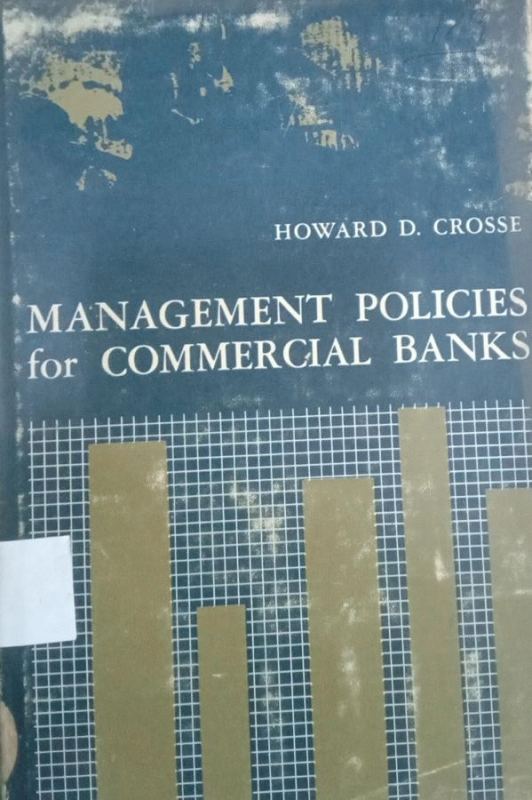 HOWARD D. CROSSE
MANAGEMENT POLICIES
for COMMERCIAL BANKS